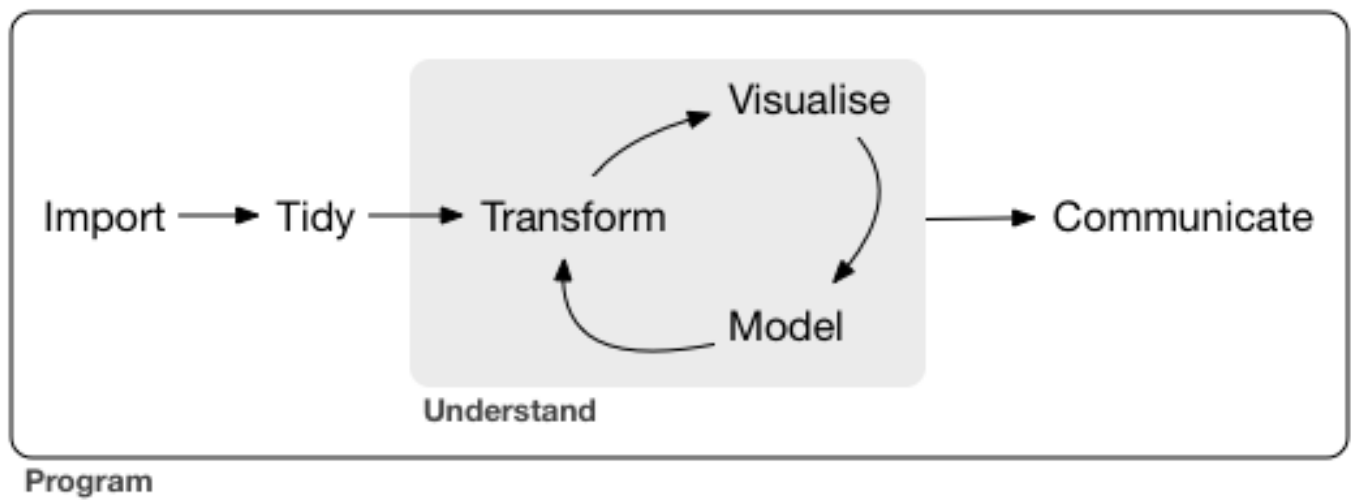 Visualise
Import Tidy Transform Communicate
Model
Understand
Program